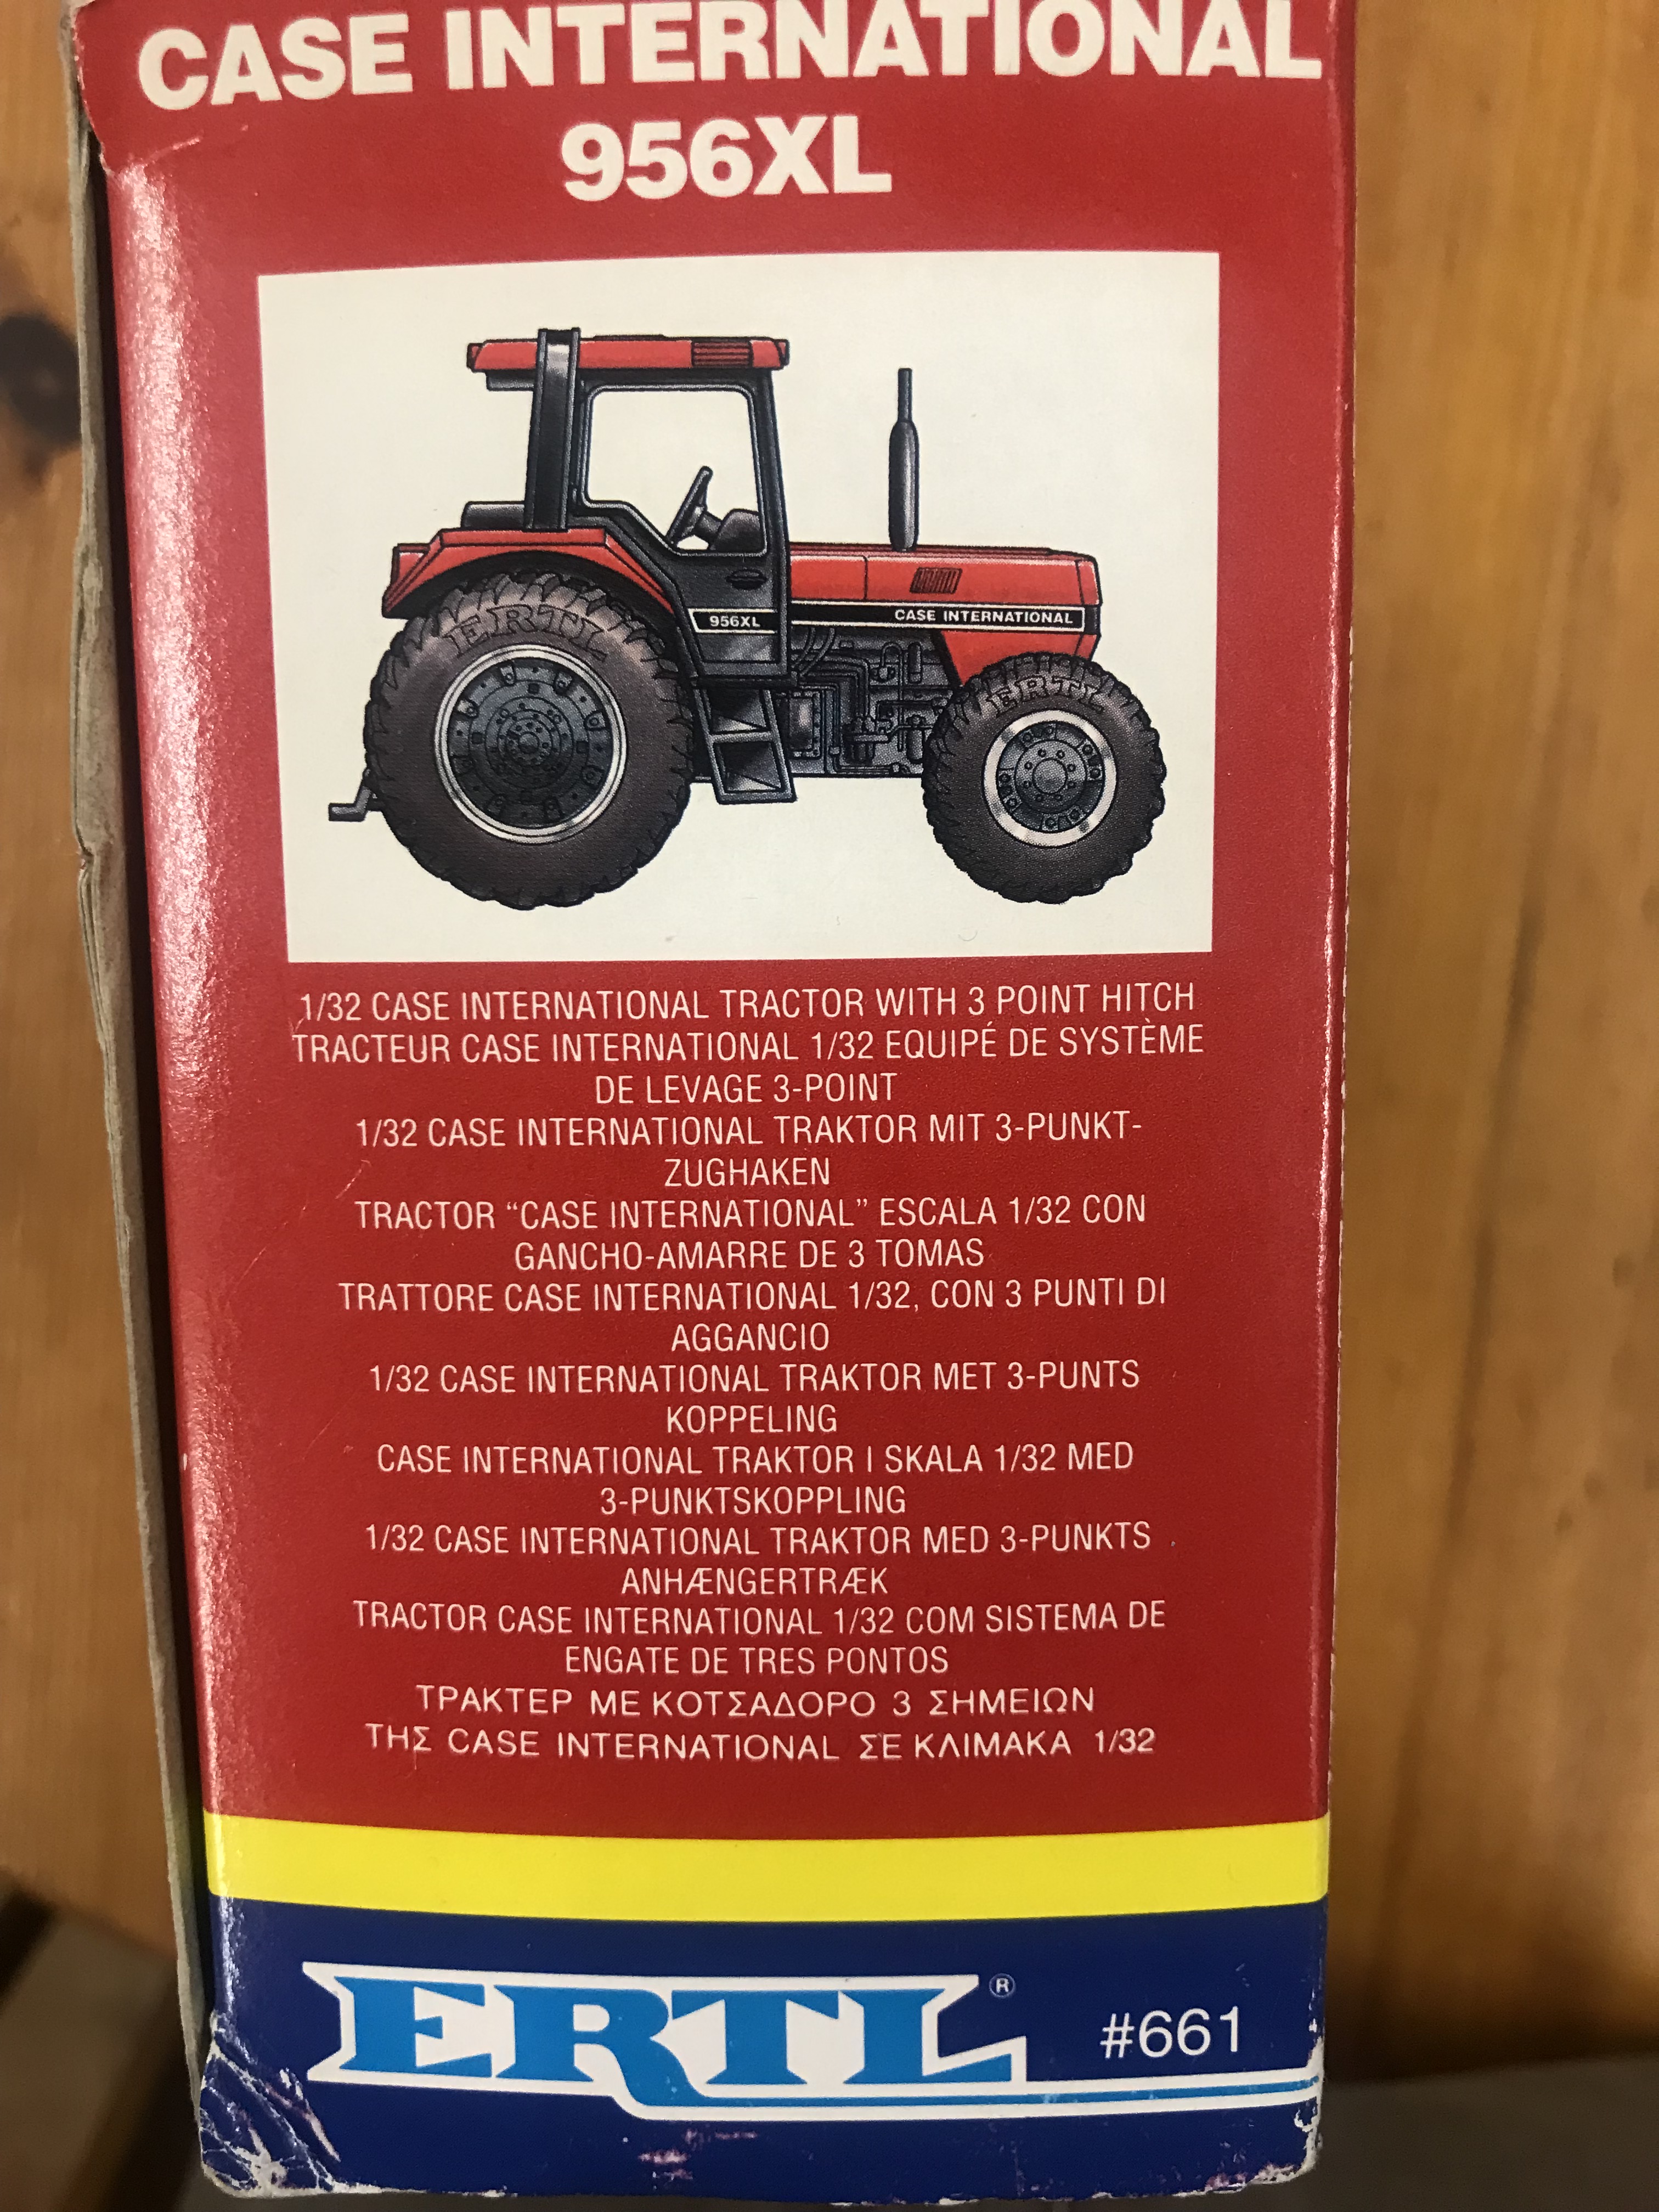 CASE INTERNATIONAL
956XL
ERTL
956XL
CASE INTERNATIONAL
ERTL
1/32 CASE INTERNATIONAL TRACTOR WITH 3 POINT HITCH
TRACTEUR CASE INTERNATIONAL 1/32 EQUIPÉ DE SYSTÈME
DE LEVAGE 3-POINT
1/32 CASE INTERNATIONAL TRAKTOR MIT 3-PUNKT-
ZUGHAKEN
TRACTOR “CASE INTERNATIONAL” ESCALA 1/32 CON
GANCHO-AMARRE DE 3 TOMAS
TRATTORE CASE INTERNATIONAL 1/32, CON 3 PUNTI DI
AGGANCIO
1/32 CASE INTERNATIONAL TRAKTOR MET 3-PUNTS
KOPPELING
CASE INTERNATIONAL TRAKTOR I SKALA 1/32 MED
3-PUNKTSKOPPLING
1/32 CASE INTERNATIONAL TRAKTOR MED 3-PUNKTS
ANHÆNGERTRÆK
TRACTOR CASE INTERNATIONAL 1/32 COM SISTEMA DE
ENGATE DE TRES PONTOS
ΤΡΑΚΤΕΡ ΜΕ ΚΟΤΣΑΔΟΡΟ 3 ΣΗΜΕΙΩΝ
ΤΗΣ CASE INTERNATIONAL ΣΕ ΚΛΙΜΑΚΑ 1/32
ERTL ®
#661